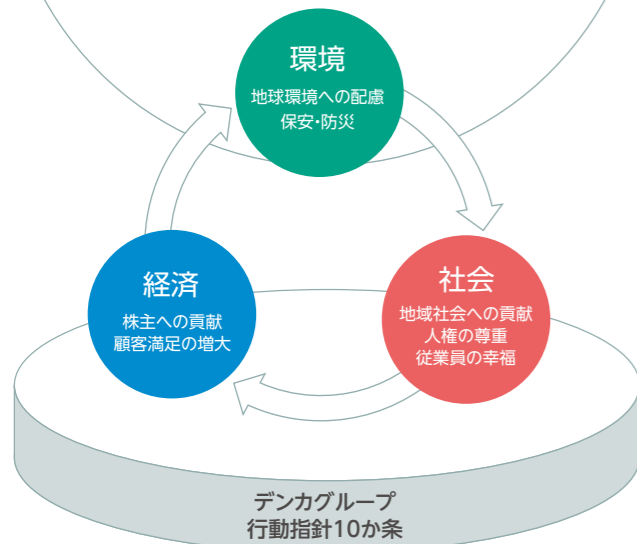 環境
地球環境への配慮
保安・防災
経済
株主への貢献
顧客満足の増大
社会
地域社会への貢献
人権の尊重
従業員の幸福
デンカグループ
行動指針10か条